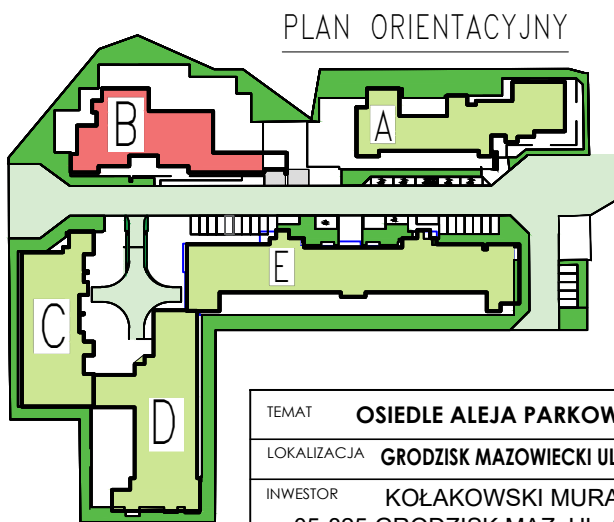 PLAN ORIENTACYJNY
B
A
E
C
D
TEMAT OSIEDLE ALEJA PARKOW
LOKALIZACJA GRODZISK MAZOWIECKI UL
INWESTOR KOŁAKOWSKI MURA